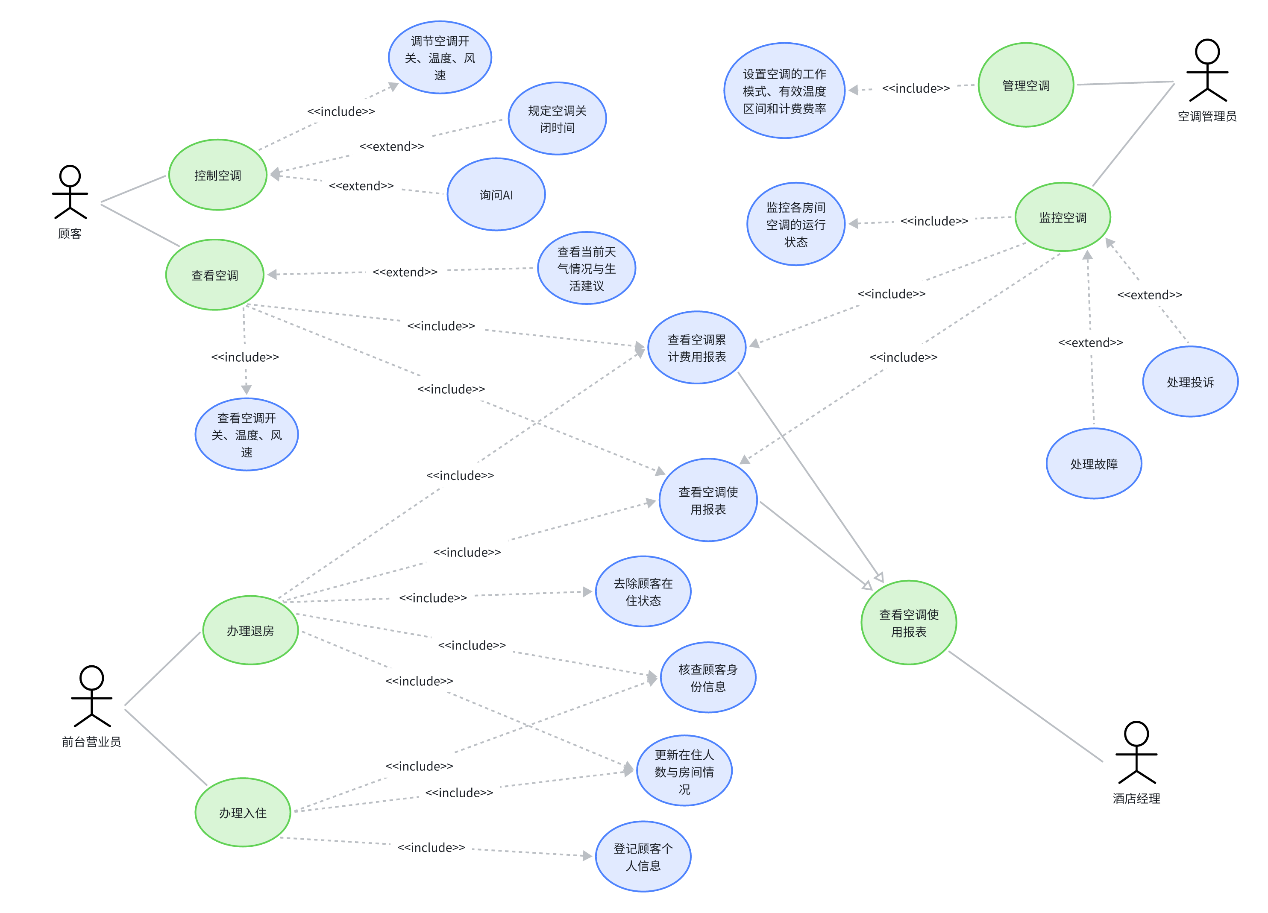 调节空调开
关、温度、风
速
<<include>>
规定空调关
闭时间
<<extend>>
控制空调
<<extend>>
询问AI
顾客
查看空调
<<extend>>
查看当前天
气情况与生
活建议
<<include>>
<<include>>
<<include>>
查看空调开
关、温度、风
速
设置空调的工作
模式、有效温度
区间和计费费率
<<include>>
管理空调
空调管理员
监控各房间
空调的运行
状态
<<include>>
监控空调
<<include>>
<<extend>>
查看空调累
计费用报表
<<include>>
<<extend>>
处理投诉
处理故障
<<include>>
查看空调使
用报表
<<include>>
<<include>>
去除顾客在
住状态
办理退房
<<include>>
核查顾客身
份信息
<<include>>
前台营业员
更新在住人
数与房间情
况
<<include>>
<<include>>
办理入住
<<include>>
登记顾客个
人信息
查看空调使
用报表
酒店经理